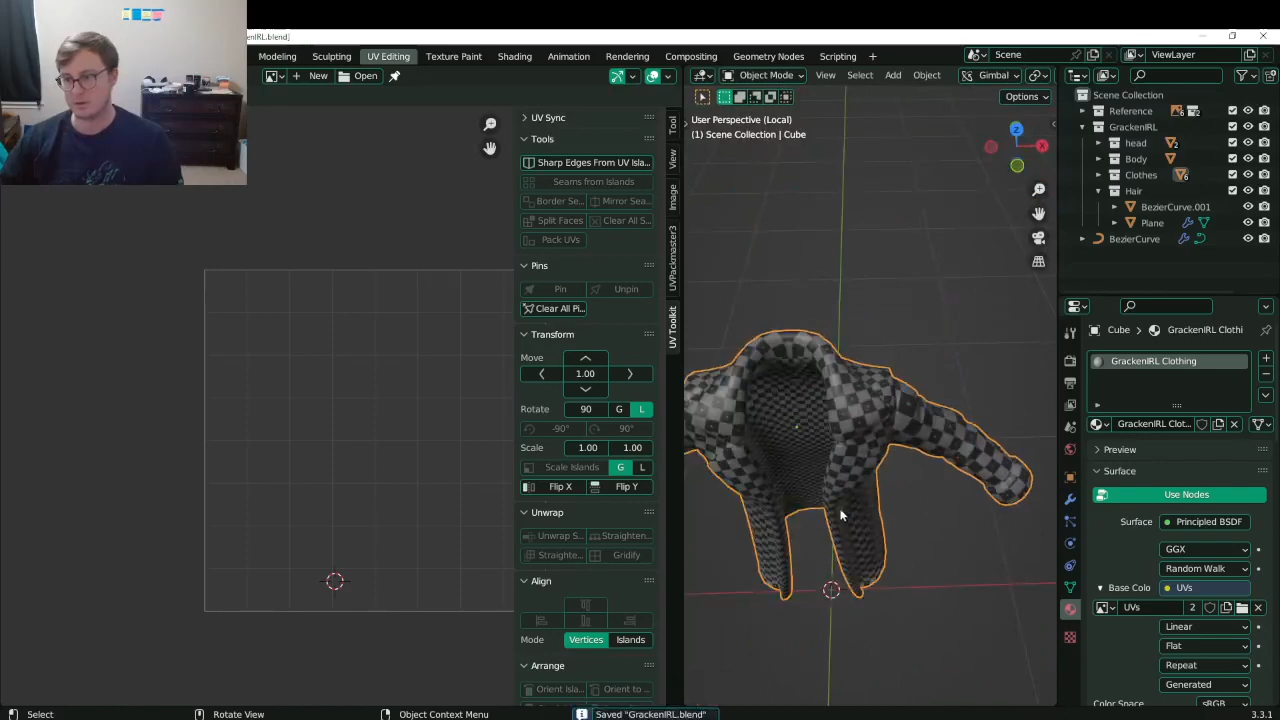 ckenIRL.blend]
Modeling Sculpting UV Editing Texture Paint Shading Animation Rendering Compositing Geometry Nodes Scripting + Scene ViewLayer
+ New Open Object Mode View Select Add Object Gimbal
Options
User Perspective (Local)
(1) Scene Collection | Cube
Z
X
Scene Collection
Reference 6 2
GrackenIRL
head 2
Body
Clothes 6
Hair
BezierCurve.001
Plane
BezierCurve
UV Sync
Tools
Sharp Edges From UV Isla...
Seams from Islands
Border Se... Mirror Sea...
Split Faces Clear All S...
Pack UVs
Pins
Pin Unpin
Clear All Pi...
Transform
Move
1.00
Rotate 90 G L
-90° 90°
Scale 1.00 1.00
Scale Islands G L
Flip X Flip Y
Unwrap
Unwrap S... Straighten...
Straighte... Gridify
Align
Mode Vertices Islands
Arrange
Orient Isla... Orient to ...
Tool
View
Image
UVPackmaster3
UV Toolkit
Cube GrackenIRL Clothi
GrackenIRL Clothing
GrackenIRL Clot...
Preview
Surface
Use Nodes
Surface Principled BSDF
GGX
Random Walk
Base Colo UVs
UVs 2
Linear
Flat
Repeat
Generated
Color Space sRGB
Select Rotate View Object Context Menu Saved "GrackenIRL.blend" 3.3.1